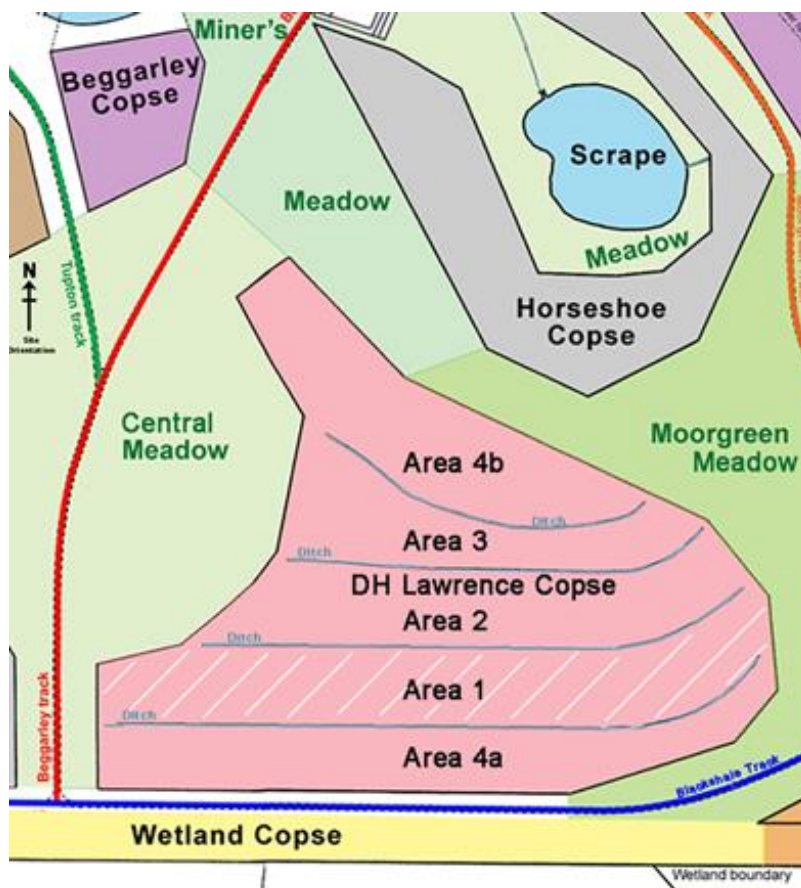 Miner's
Beggarley
Copse
Scrape
Meadow
Meadow
Horseshoe
Copse
N
Site
Orientation
Tupton track
Central
Meadow
Moorgreen
Meadow
Area 4b
Ditch
Area 3
Ditch
DH Lawrence Copse
Area 2
Ditch
Area 1
Ditch
Area 4a
Beggarley track
Blackshale Track
Wetland Copse
Wetland boundary